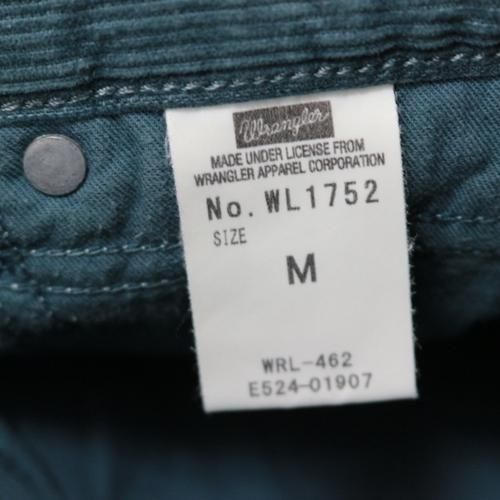 Wrangler
MADE UNDER LICENSE FROM
WRANGLER APPAREL CORPORATION
No. WL1752
SIZE
M
WRL-462
E524-01907